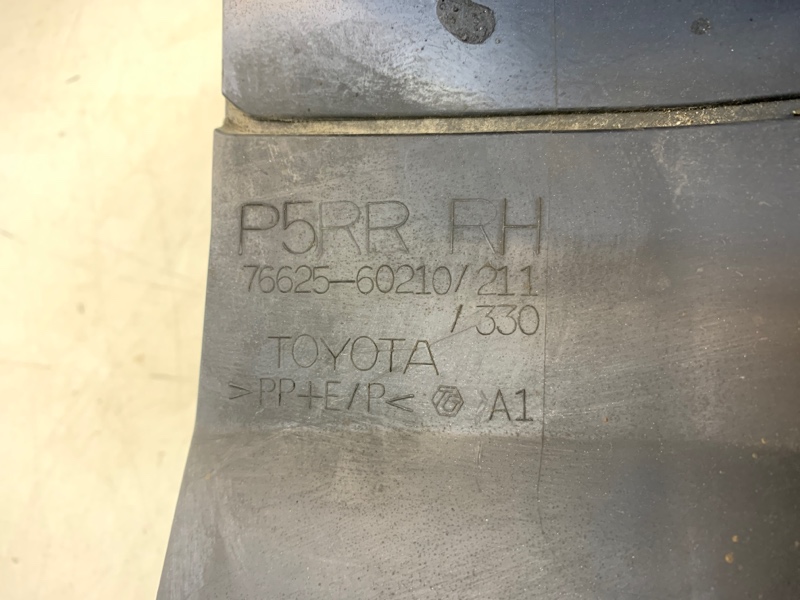 P5RR RH
76625-60210/211
/330
TOYOTA
>PP+E/P< A1